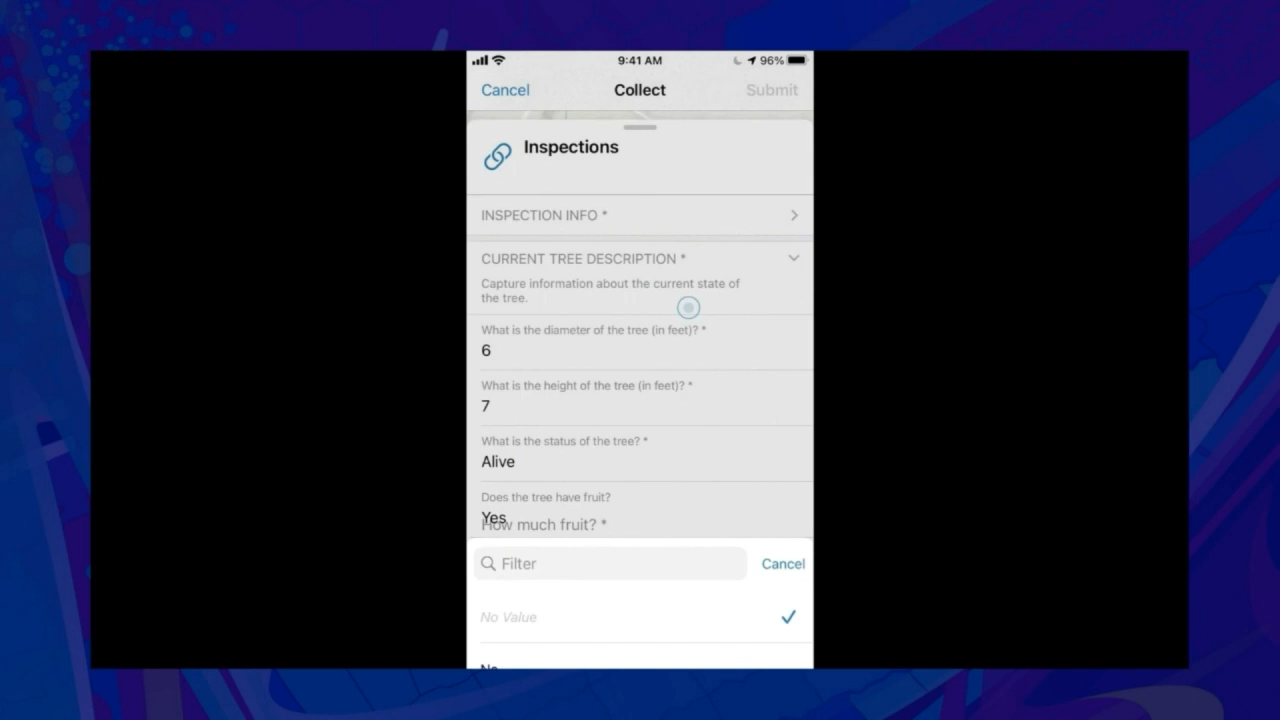 9:41 AM
96%
Cancel
Collect
Submit
Inspections
INSPECTION INFO *
CURRENT TREE DESCRIPTION *
Capture information about the current state of
the tree.
What is the diameter of the tree (in feet)? *
6
What is the height of the tree (in feet)? *
7
What is the status of the tree? *
Alive
Does the tree have fruit?
Yes
How much fruit? *
Filter
Cancel
No Value
No